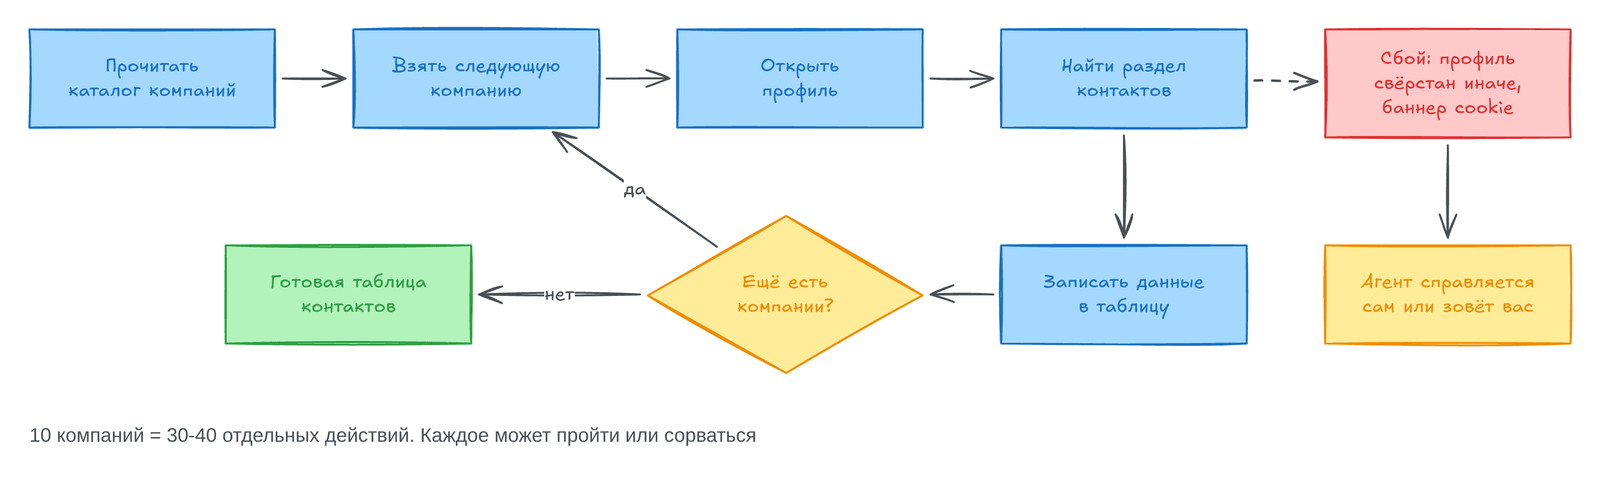 Прочитать
каталог компаний
Взять следующую
компанию
Открыть
профиль
Найти раздел
контактов
Сбой: профиль
свёрстан иначе,
баннер cookie
да
Готовая таблица
контактов
нет
Ещё есть
компании?
Записать данные
в таблицу
Агент справляется
сам или зовёт вас
10 компаний = 30-40 отдельных действий. Каждое может пройти или сорваться